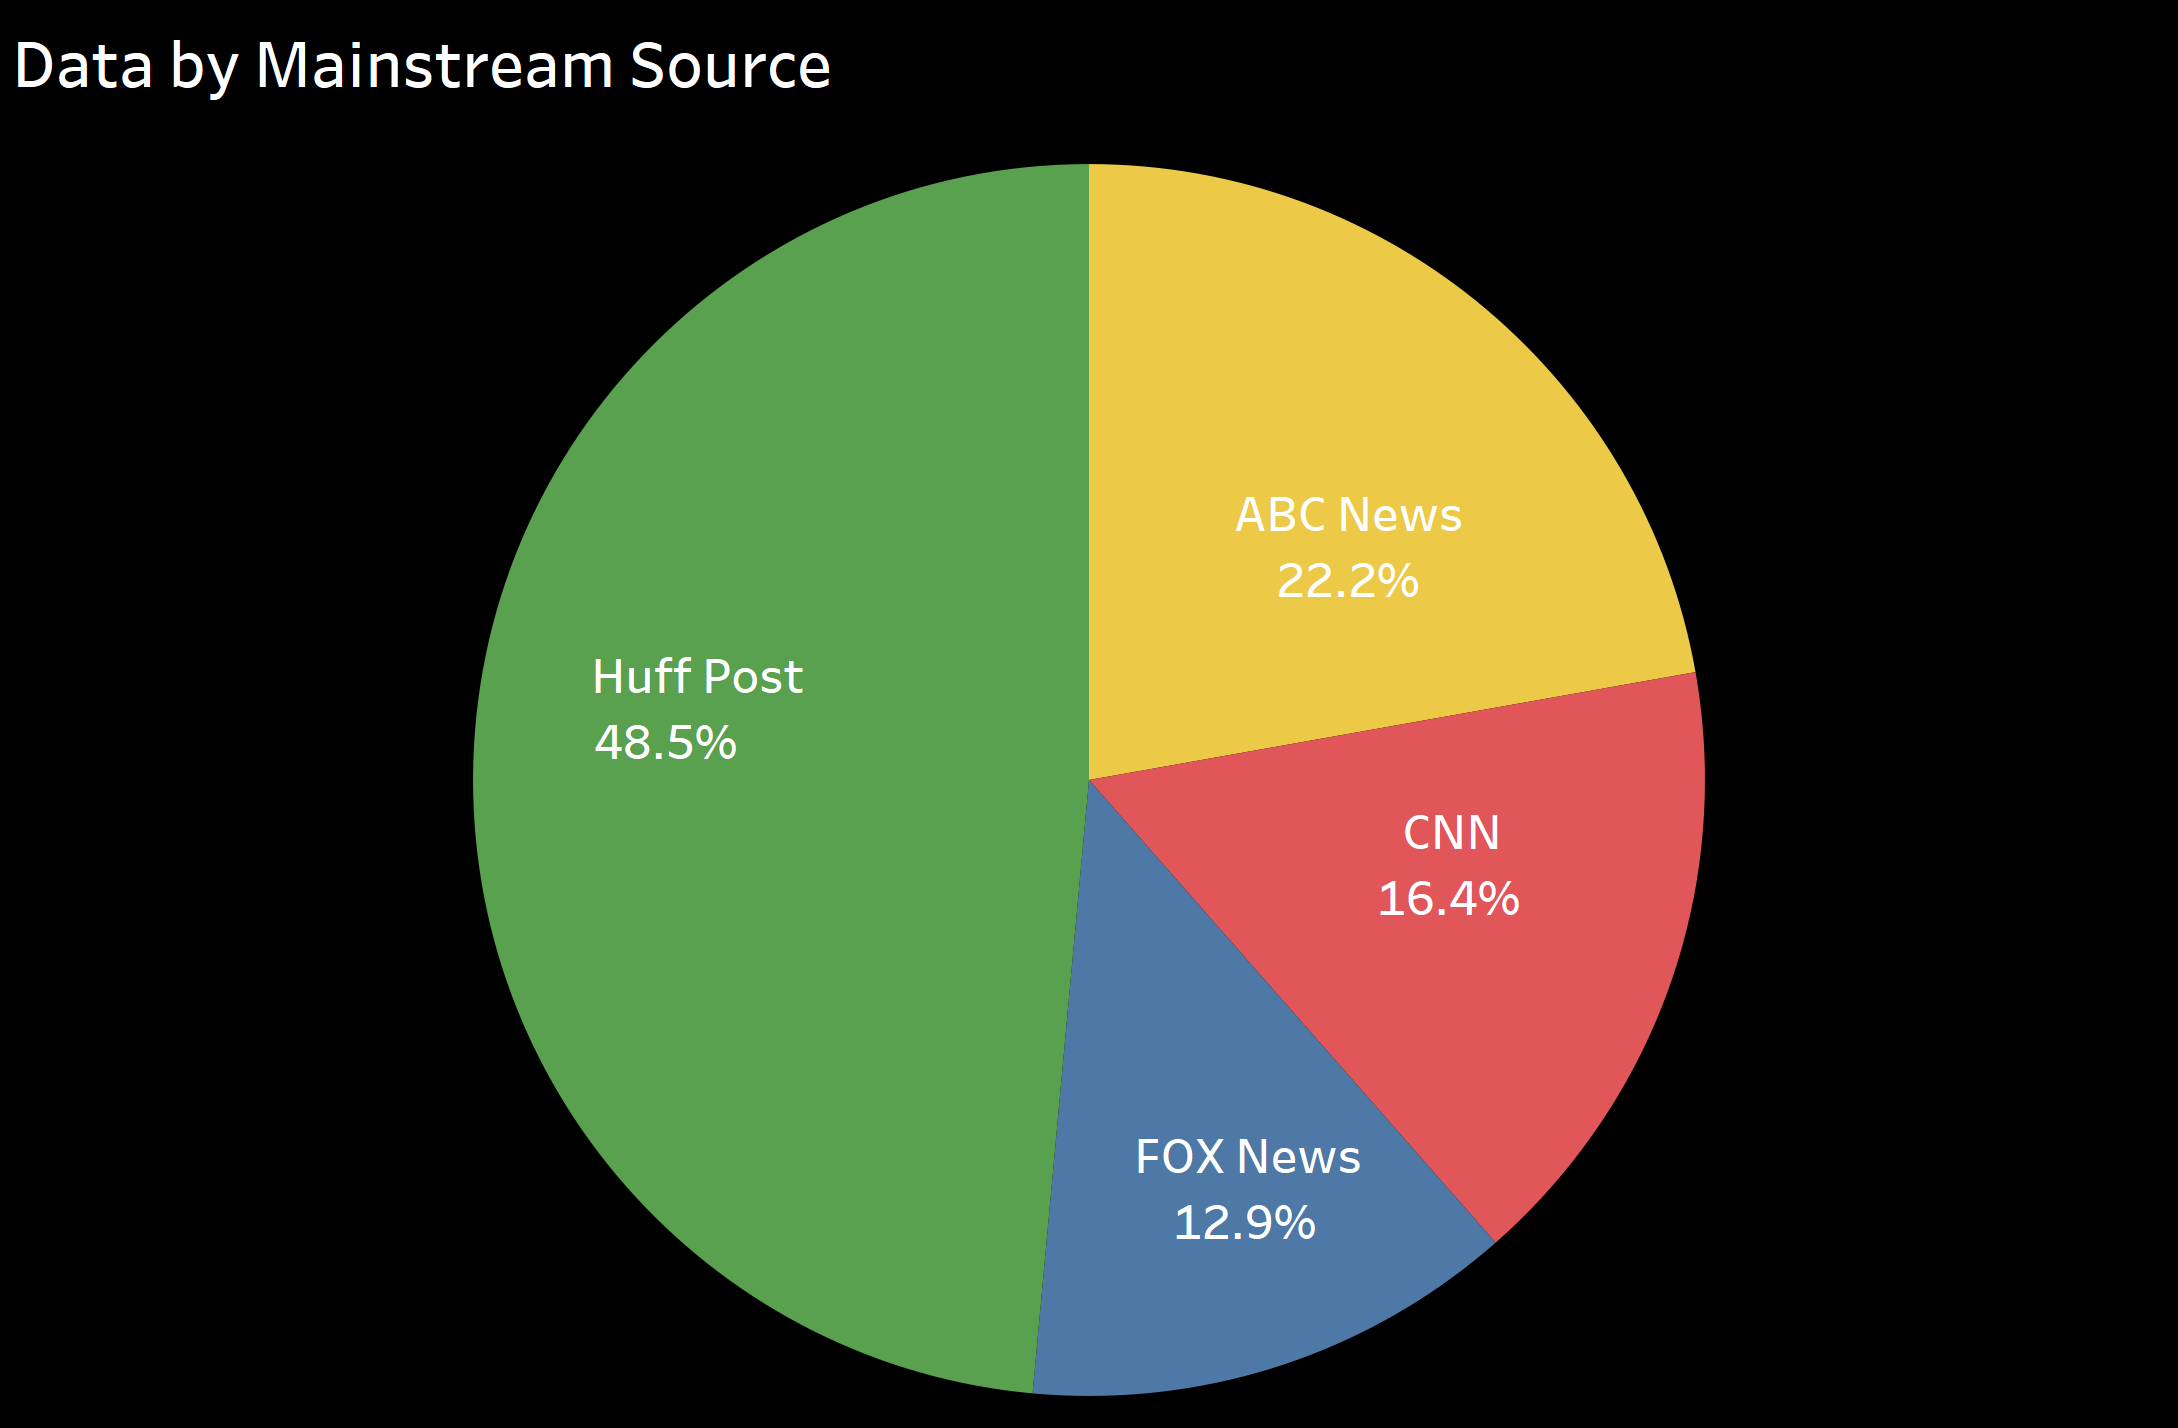 Data by Mainstream Source
ABC News
22.2%
Huff Post
48.5%
CNN
16.4%
FOX News
12.9%